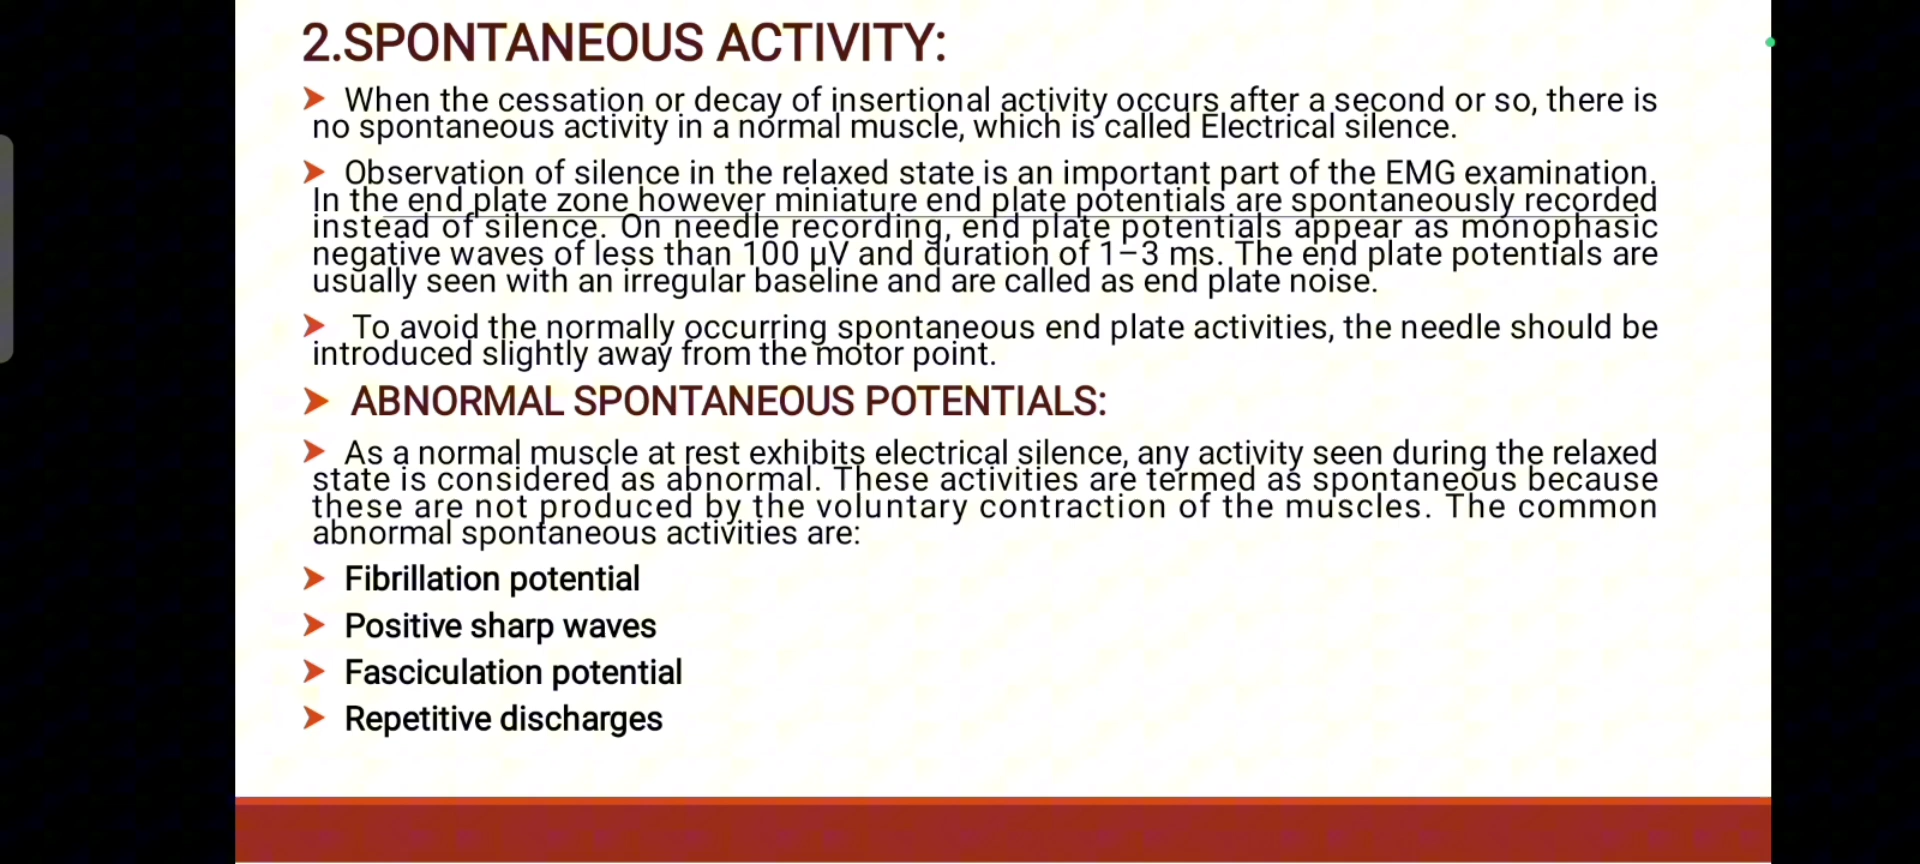 2.SPONTANEOUS ACTIVITY:
➤ When the cessation or decay of insertional activity occurs after a second or so, there is
no spontaneous activity in a normal muscle, which is called Electrical silence.
➤ Observation of silence in the relaxed state is an important part of the EMG examination.
In the end plate zone however miniature end plate potentials are spontaneously recorded
instead of silence. On needle recording, end plate potentials appear as monophasic
negative waves of less than 100 µV and duration of 1–3 ms. The end plate potentials are
usually seen with an irregular baseline and are called as end plate noise.
➤ To avoid the normally occurring spontaneous end plate activities, the needle should be
introduced slightly away from the motor point.
➤ ABNORMAL SPONTANEOUS POTENTIALS:
➤ As a normal muscle at rest exhibits electrical silence, any activity seen during the relaxed
state is considered as abnormal. These activities are termed as spontaneous because
these are not produced by the voluntary contraction of the muscles. The common
abnormal spontaneous activities are:
➤ Fibrillation potential
➤ Positive sharp waves
➤ Fasciculation potential
➤ Repetitive discharges